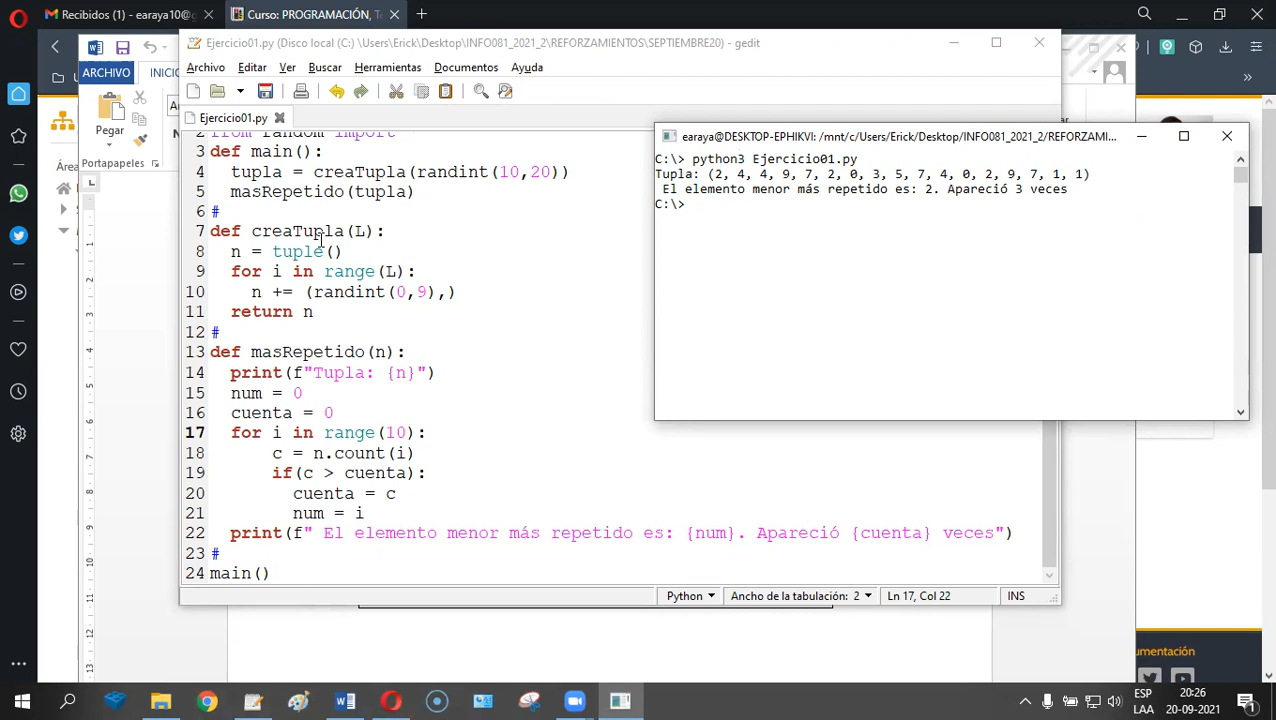 Recibidos (1) - earaya10@g
Curso: PROGRAMACIÓN, T
Ejercicio01.py (Disco local (C:) \Users\Erick\Desktop\INFO081_2021_2\REFORZAMIENTOS\SEPTIEMBRE20) - gedit
ARCHIVO
INICI
Archivo Editar Ver Buscar Herramientas Documentos Ayuda
Pegar
Portapapeles
Ejercicio01.py
2 from random import
3 def main():
4 tupla = creaTupla(randint(10,20))
5 masRepetido(tupla)
6 #
7 def creaTupla(L):
8 n = tuple()
9 for i in range(L):
10 n += (randint(0,9),)
11 return n
12 #
13 def masRepetido(n):
14 print(f"Tupla: {n}")
15 num = 0
16 cuenta = 0
17 for i in range(10):
18 c = n.count(i)
19 if(c > cuenta):
20 cuenta = c
21 num = i
22 print(f" El elemento menor más repetido es: {num}. Apareció {cuenta} veces")
23 #
24 main()
Python Ancho de la tabulación: 2 Ln 17, Col 22 INS
earaya@DESKTOP-EPHIKVI: /mnt/c/Users/Erick/Desktop/INFO081_2021_2/REFORZAMI...
C:\> python3 Ejercicio01.py
Tupla: (2, 4, 4, 9, 7, 2, 0, 3, 5, 7, 4, 0, 2, 9, 7, 1, 1)
El elemento menor más repetido es: 2. Apareció 3 veces
C:\>
Área
umentación
ESP
LAA
20:26
20-09-2021